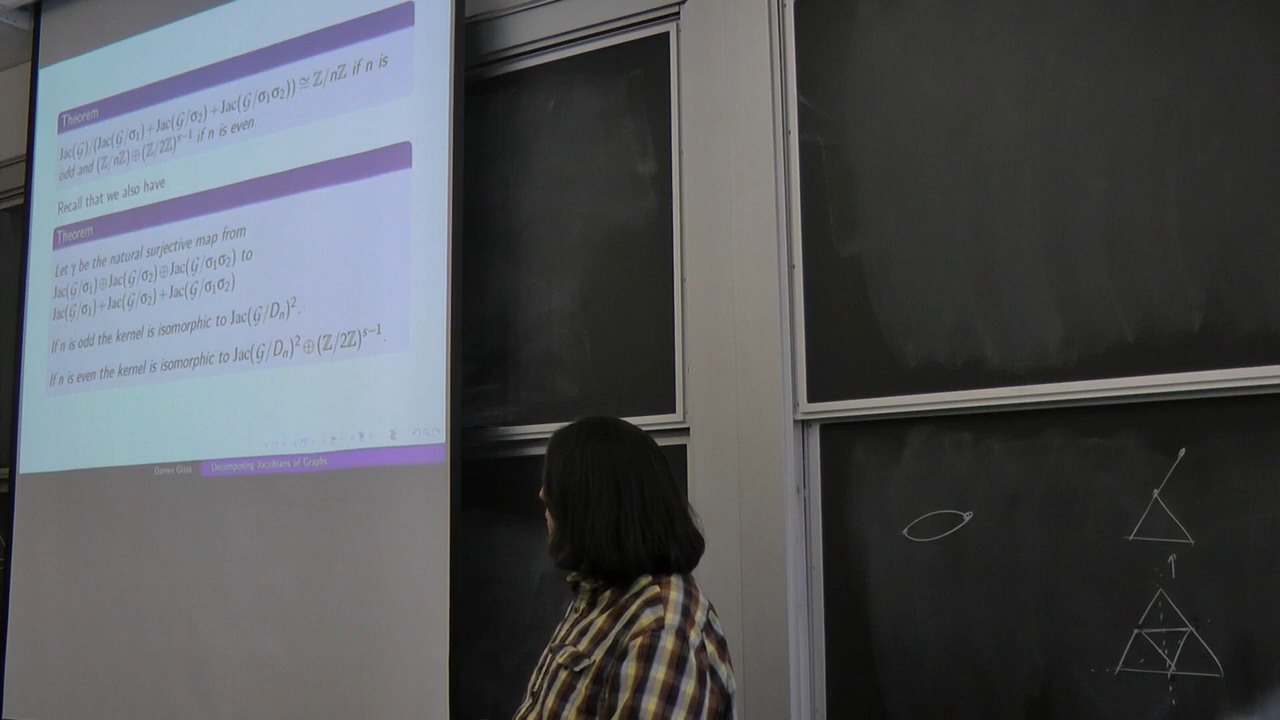 Theorem
Jac(G)/(Jac(G/σ₁)+Jac(G/σ₂)+Jac(G/σ₁σ₂)) ≅ ℤ/nℤ if n is
odd and (ℤ/nℤ)⊕(ℤ/2ℤ)ˢ⁻¹ if n is even.
Recall that we also have
Theorem
Let γ be the natural surjective map from
Jac(G/σ₁)⊕Jac(G/σ₂)⊕Jac(G/σ₁σ₂) to
Jac(G/σ₁)+Jac(G/σ₂)+Jac(G/σ₁σ₂)
If n is odd the kernel is isomorphic to Jac(G/Dₙ)².
If n is even the kernel is isomorphic to Jac(G/Dₙ)²⊕(ℤ/2ℤ)ˢ⁻¹.
Darren Glass Decomposing Jacobians of Graphs